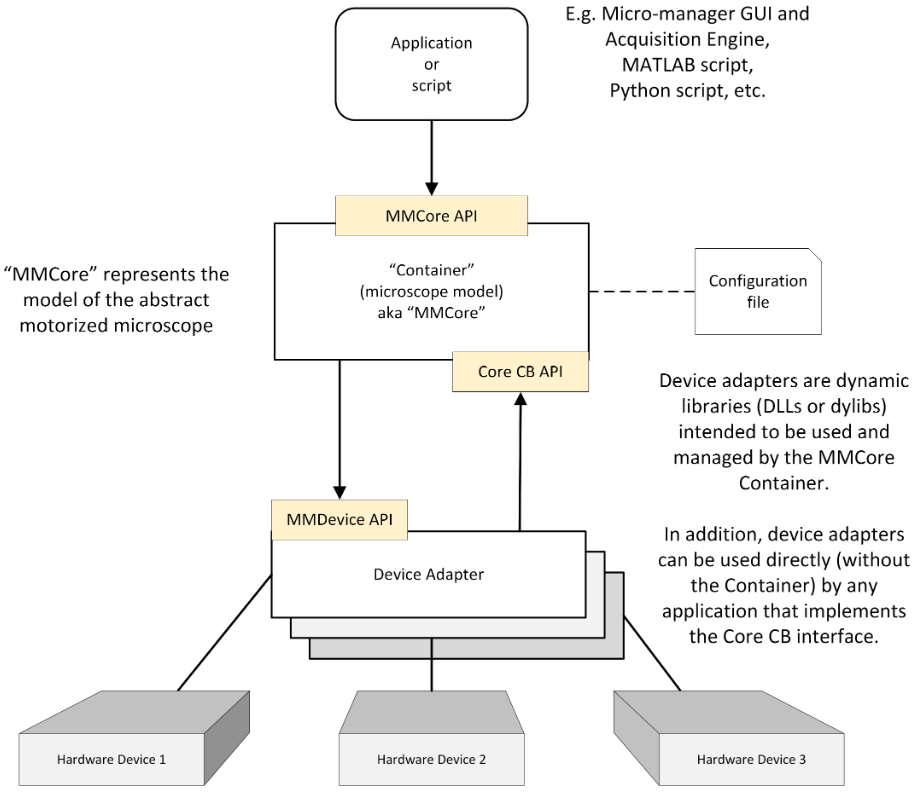 Application
or
script
E.g. Micro-manager GUI and
Acquisition Engine,
MATLAB script,
Python script, etc.
MMCore API
“MMCore” represents the
model of the abstract
motorized microscope
“Container”
(microscope model)
aka “MMCore”
Configuration
file
Core CB API
Device adapters are dynamic
libraries (DLLs or dylibs)
intended to be used and
managed by the MMCore
Container.
MMDevice API
Device Adapter
In addition, device adapters
can be used directly (without
the Container) by any
application that implements
the Core CB interface.
Hardware Device 1
Hardware Device 2
Hardware Device 3